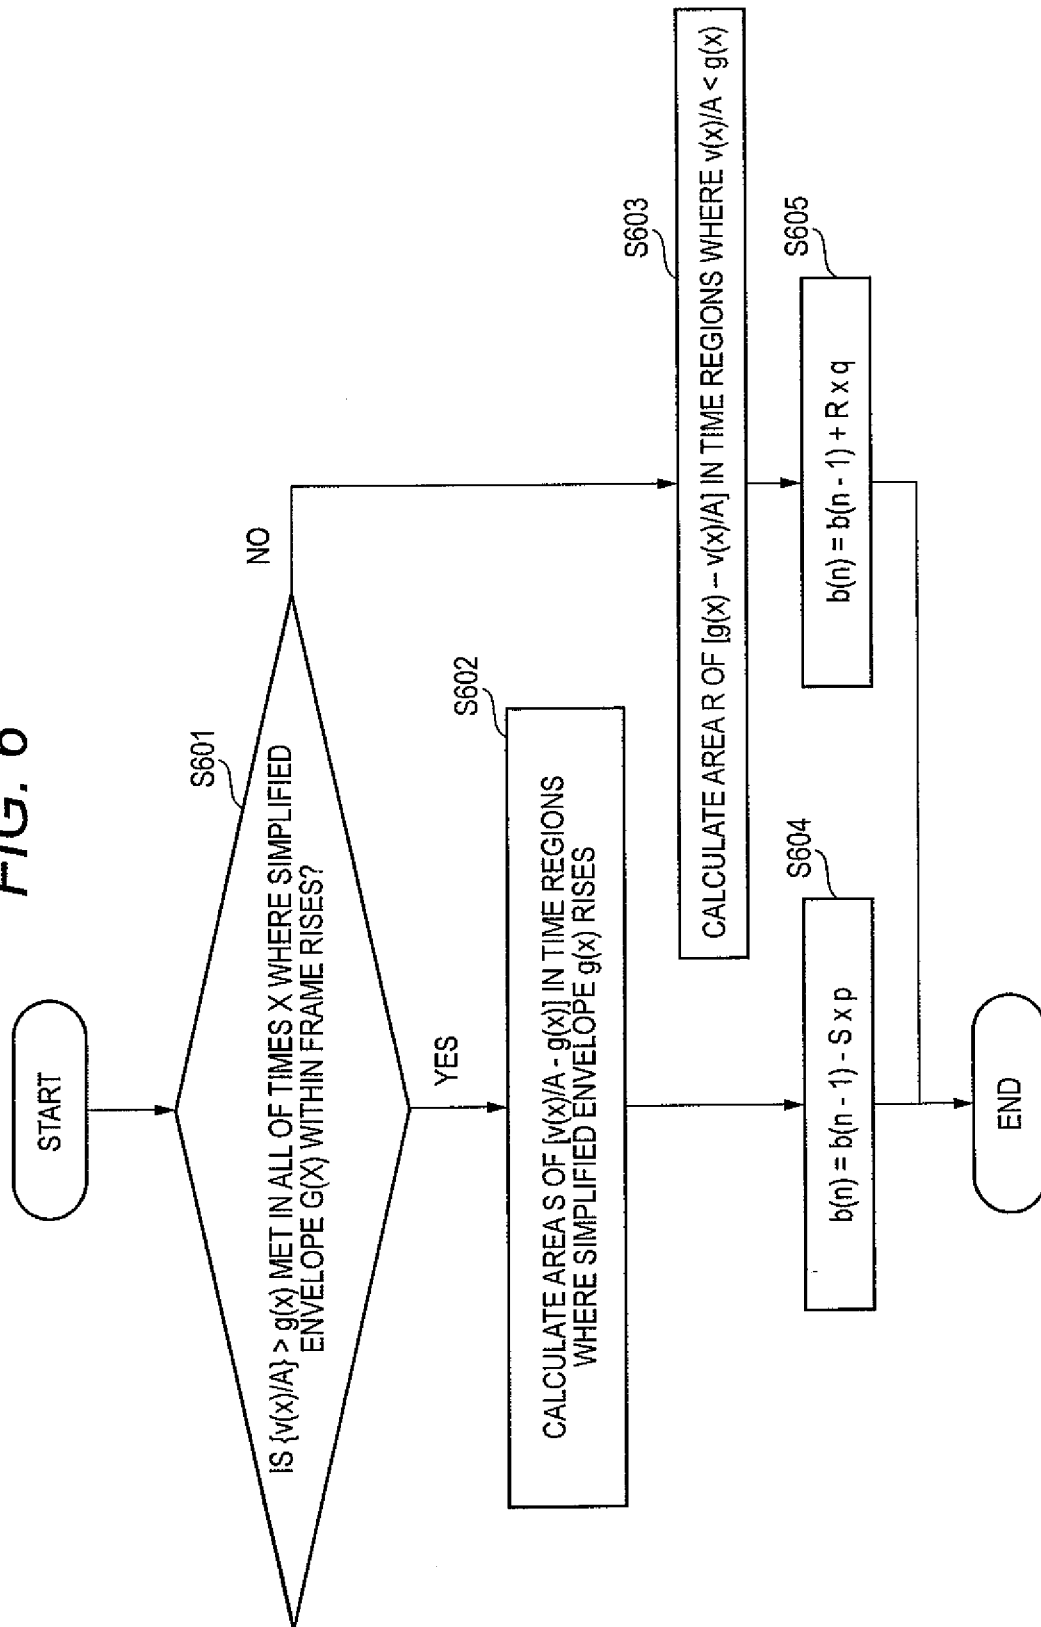 FIG. 6
START
S601
IS {v(x)/A} > g(x) MET IN ALL OF TIMES X WHERE SIMPLIFIED
ENVELOPE G(X) WITHIN FRAME RISES?
NO
YES
S602
CALCULATE AREA S OF [v(x)/A - g(x)] IN TIME REGIONS
WHERE SIMPLIFIED ENVELOPE g(x) RISES
S603
CALCULATE AREA R OF [g(x) – v(x)/A] IN TIME REGIONS WHERE v(x)/A < g(x)
S604
b(n) = b(n - 1) - S x p
S605
b(n) = b(n - 1) + R x q
END